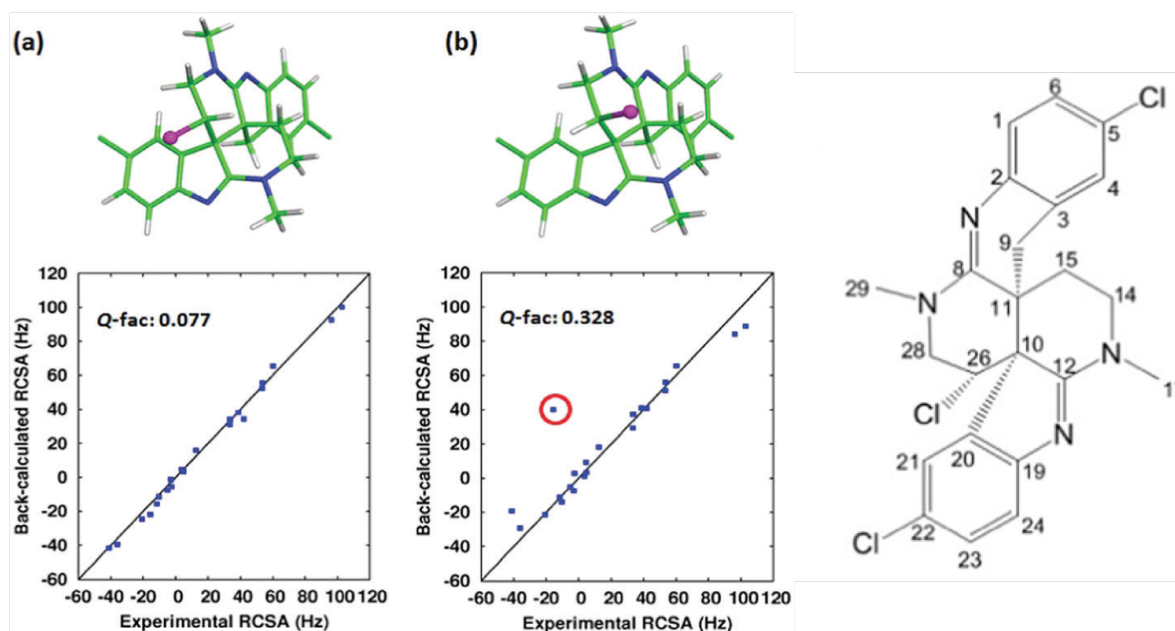 (a)
CH₃
N
N
N
N
CH₃
Back-calculated RCSA (Hz)
120
100
80
60
40
20
0
-20
-40
-60
Q-fac: 0.077
-60 -40 -20 0 20 40 60 80 100 120
Experimental RCSA (Hz)
(b)
Back-calculated RCSA (Hz)
120
100
80
60
40
20
0
-20
-40
-60
Q-fac: 0.328
-60 -40 -20 0 20 40 60 80 100 120
Experimental RCSA (Hz)
6
Cl
1
5
2
4
N
3
9
8
15
29
11
14
N
10
28
26
12
N
1
Cl
N
21
20
19
22
24
Cl
23